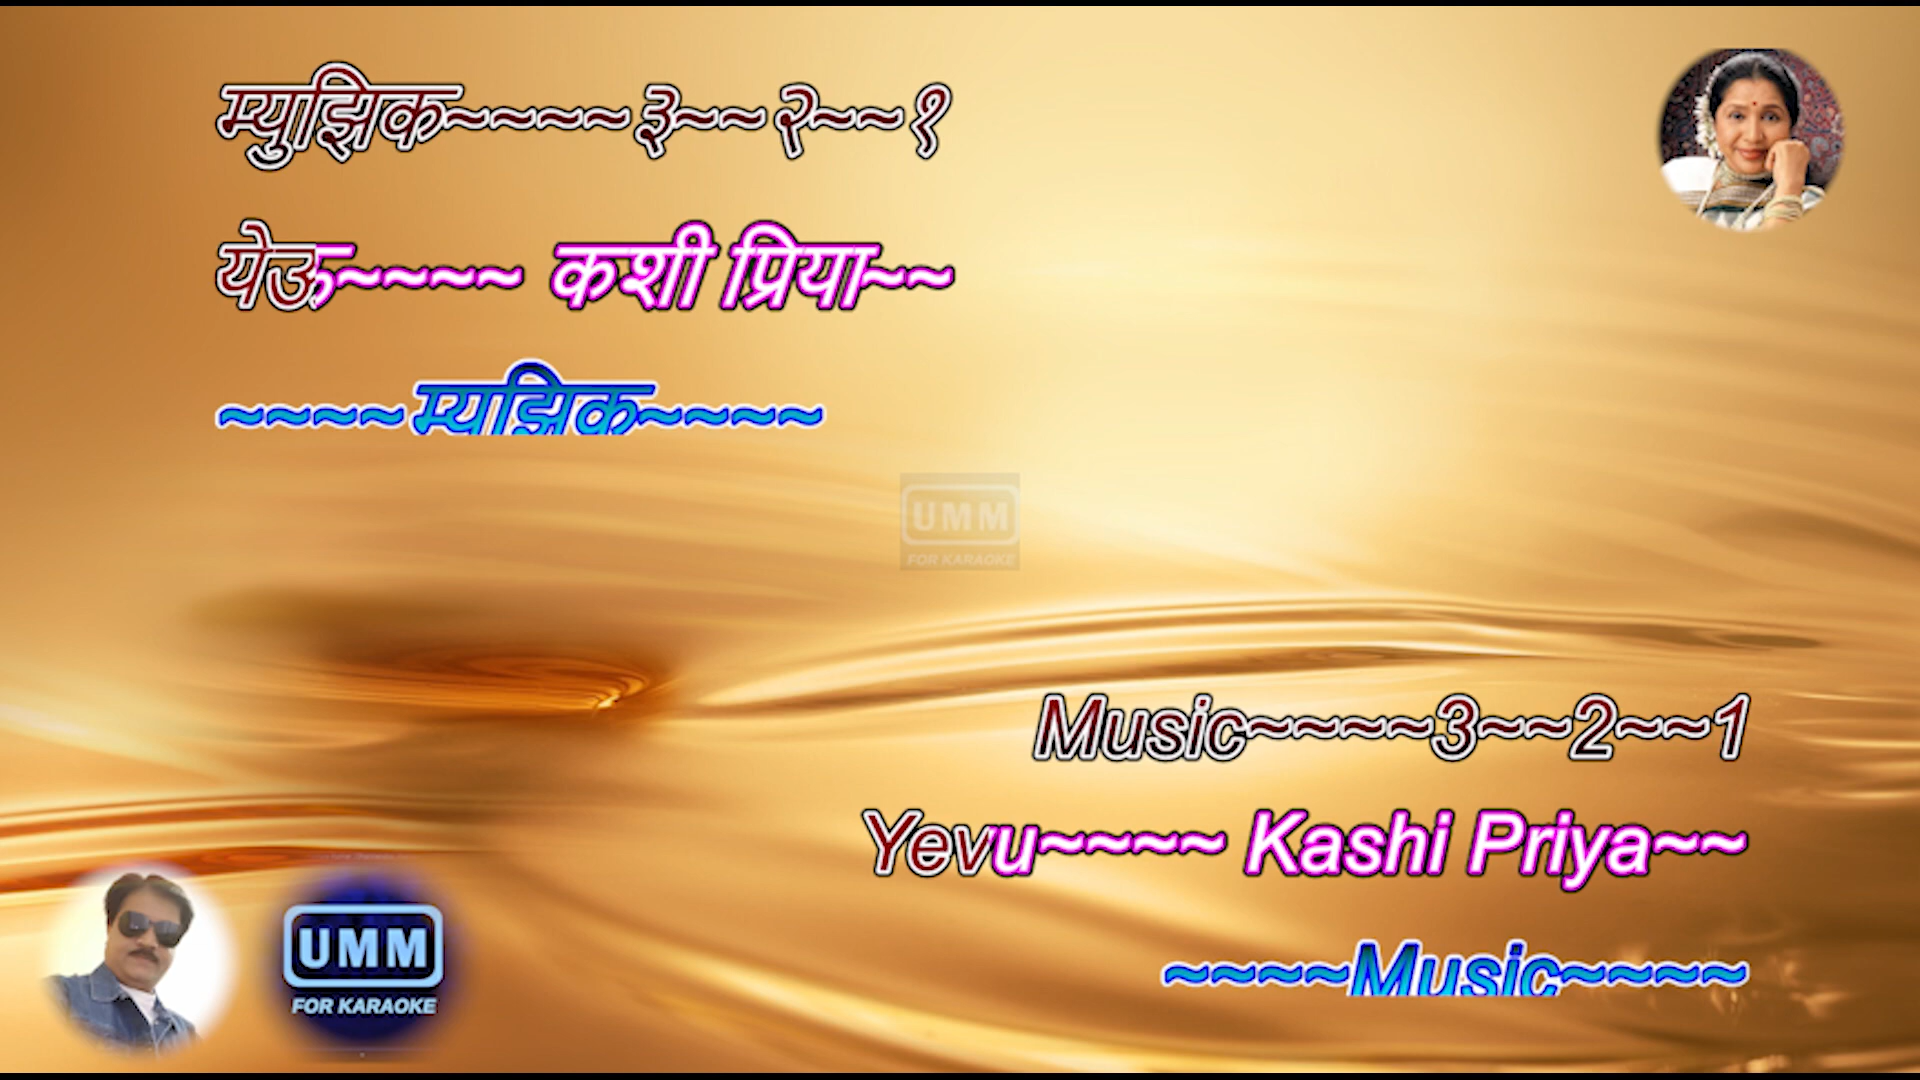 म्युझिक~~~~३~~२~~१
येऊ~~~~ कशी प्रिया~~
~~~~म्युझिक~~~~
UMM
FOR KARAOKE
Music~~~~3~~2~~1
Yevu~~~~ Kashi Priya~~
~~~~Music~~~~
UMM
FOR KARAOKE